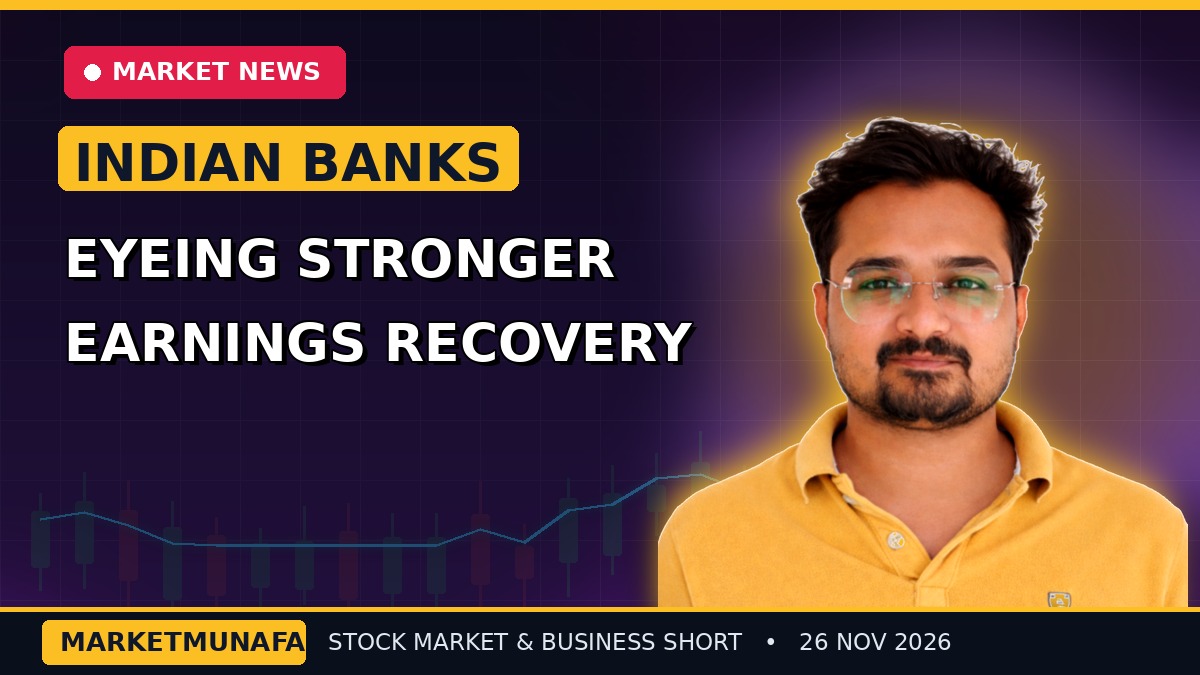 MARKET NEWS
INDIAN BANKS
EYEING STRONGER
EARNINGS RECOVERY
MARKETMUNAFA STOCK MARKET & BUSINESS SHORT • 26 NOV 2026